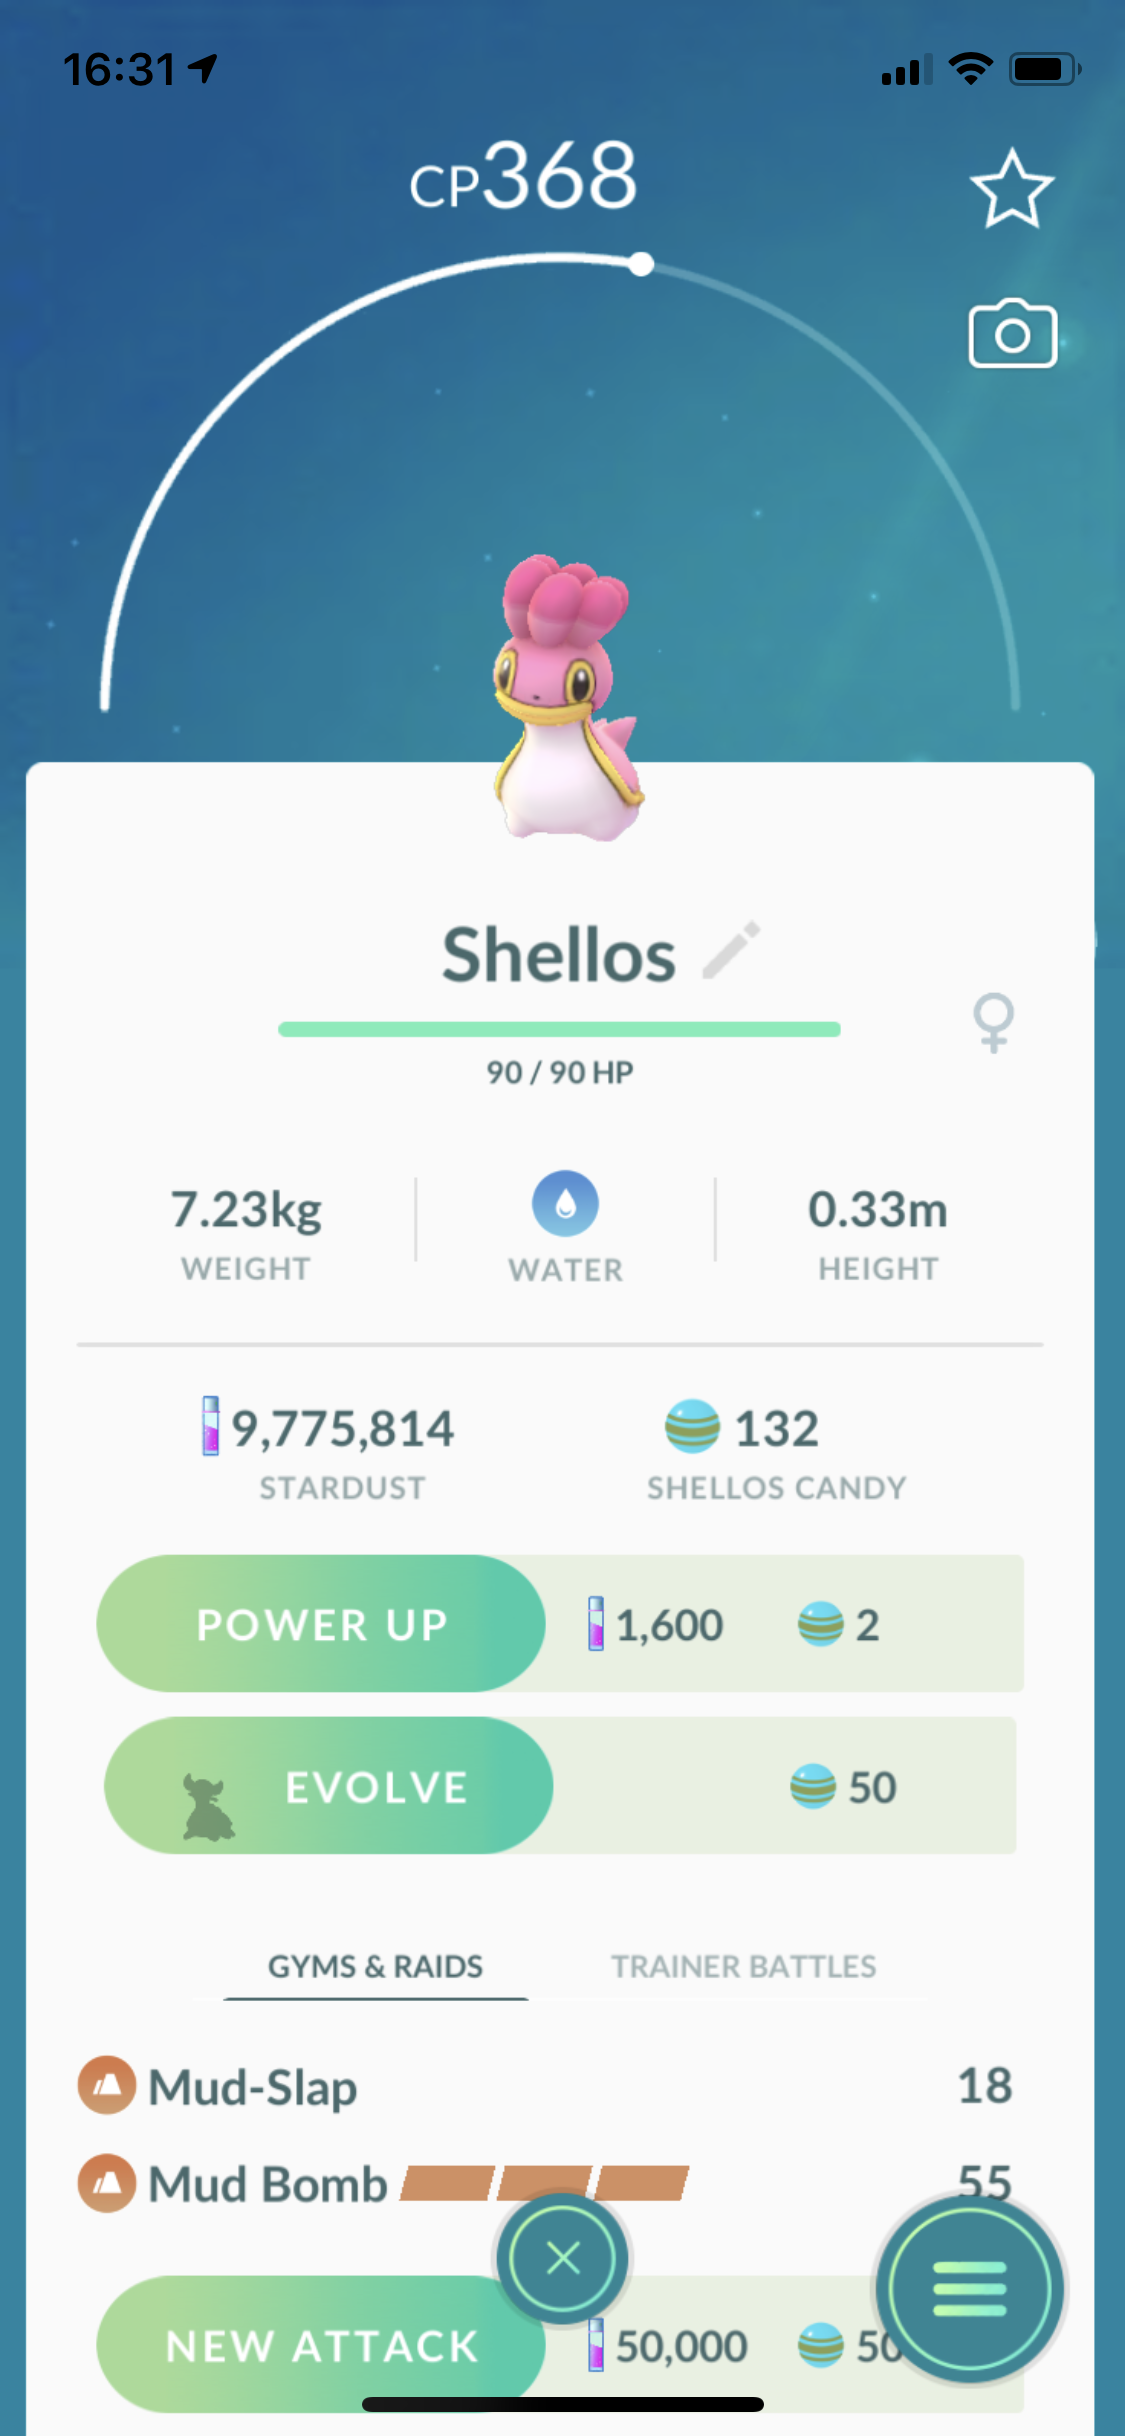 16:31
CP368
Shellos
90 / 90 HP
7.23kg
WEIGHT
WATER
0.33m
HEIGHT
9,775,814
STARDUST
132
SHELLOS CANDY
POWER UP 1,600 2
EVOLVE 50
GYMS & RAIDS TRAINER BATTLES
Mud-Slap 18
Mud Bomb 55
NEW ATTACK 50,000 50